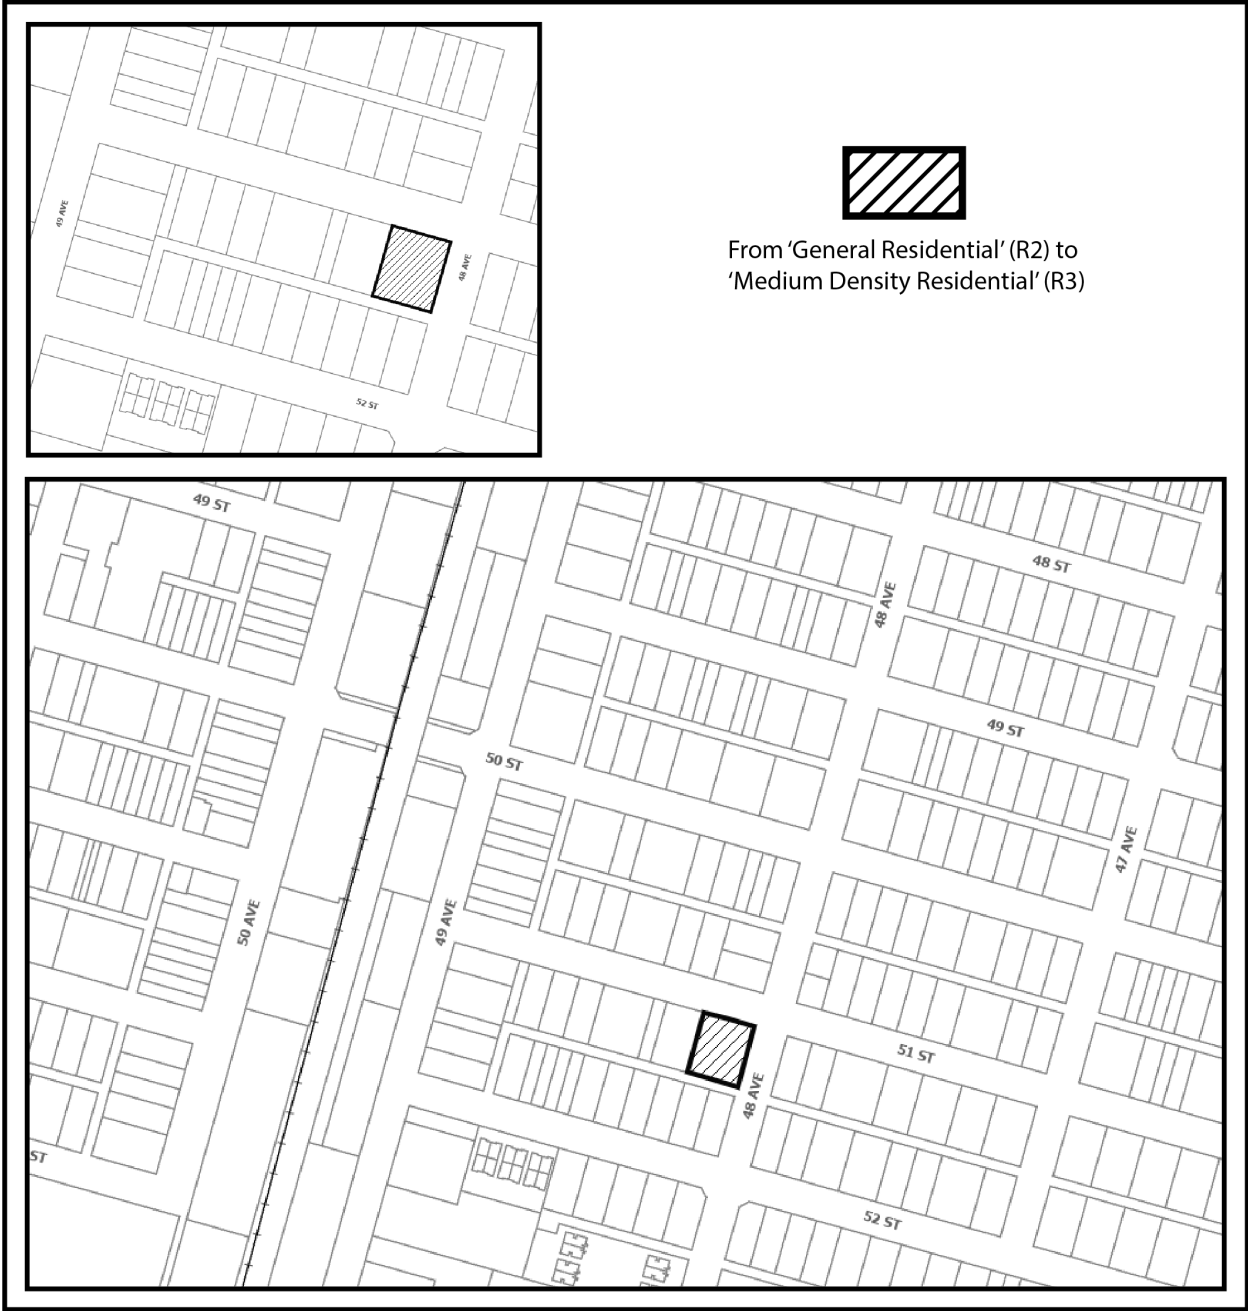 49 AVE
48 AVE
52 ST
From ‘General Residential’ (R2) to
‘Medium Density Residential’ (R3)
49 ST
48 ST
48 AVE
49 ST
50 ST
47 AVE
50 AVE
49 AVE
51 ST
48 AVE
ST
52 ST